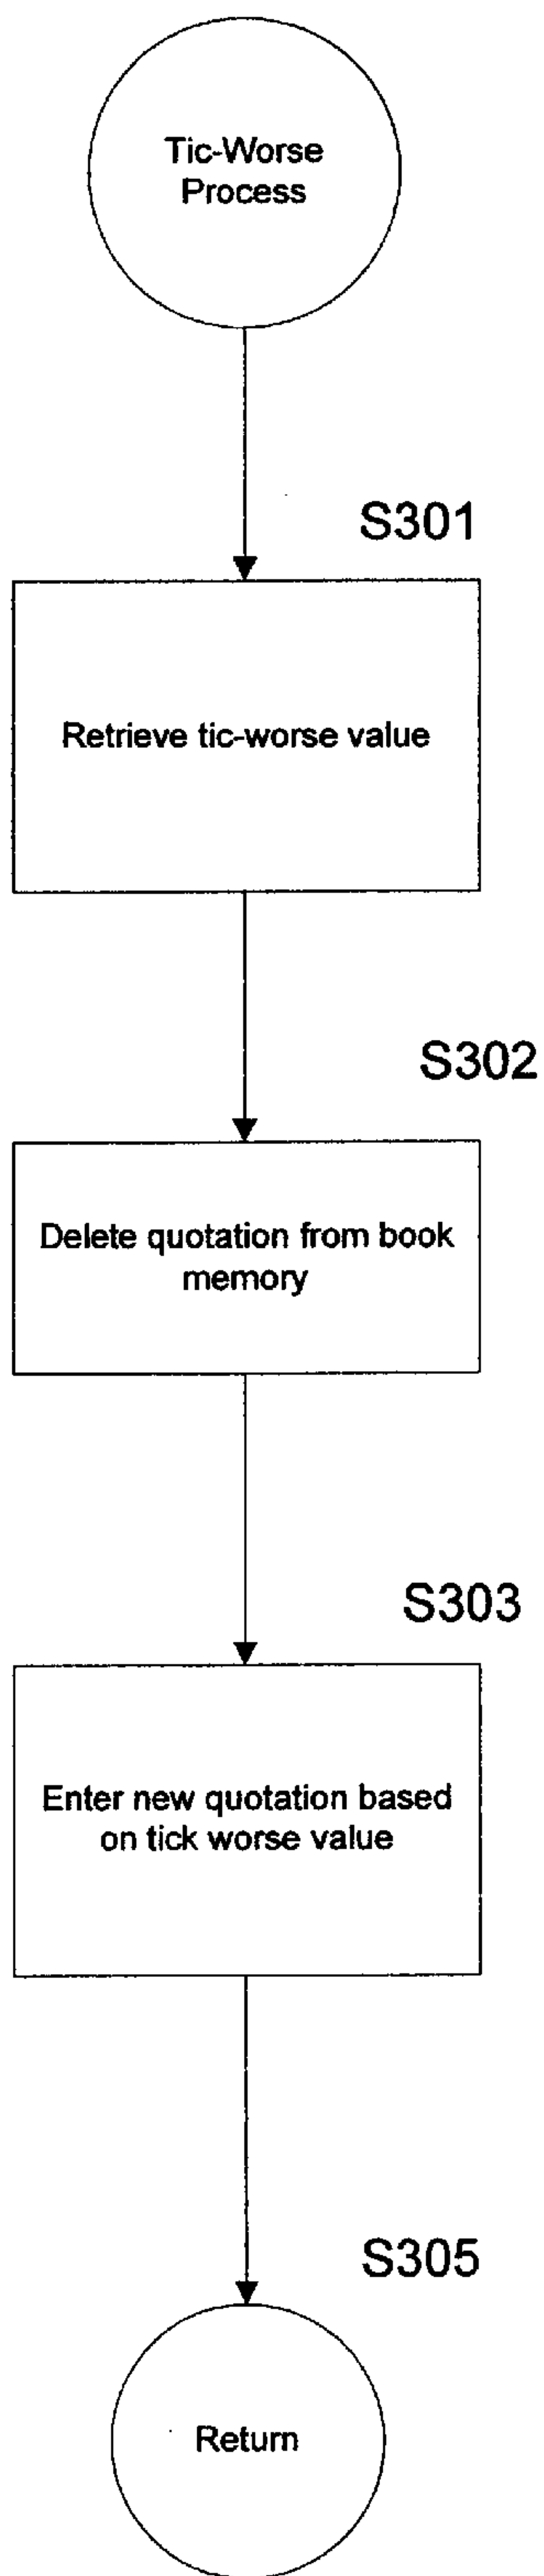 Tic-Worse
Process
S301
Retrieve tic-worse value
S302
Delete quotation from book
memory
S303
Enter new quotation based
on tick worse value
S305
Return